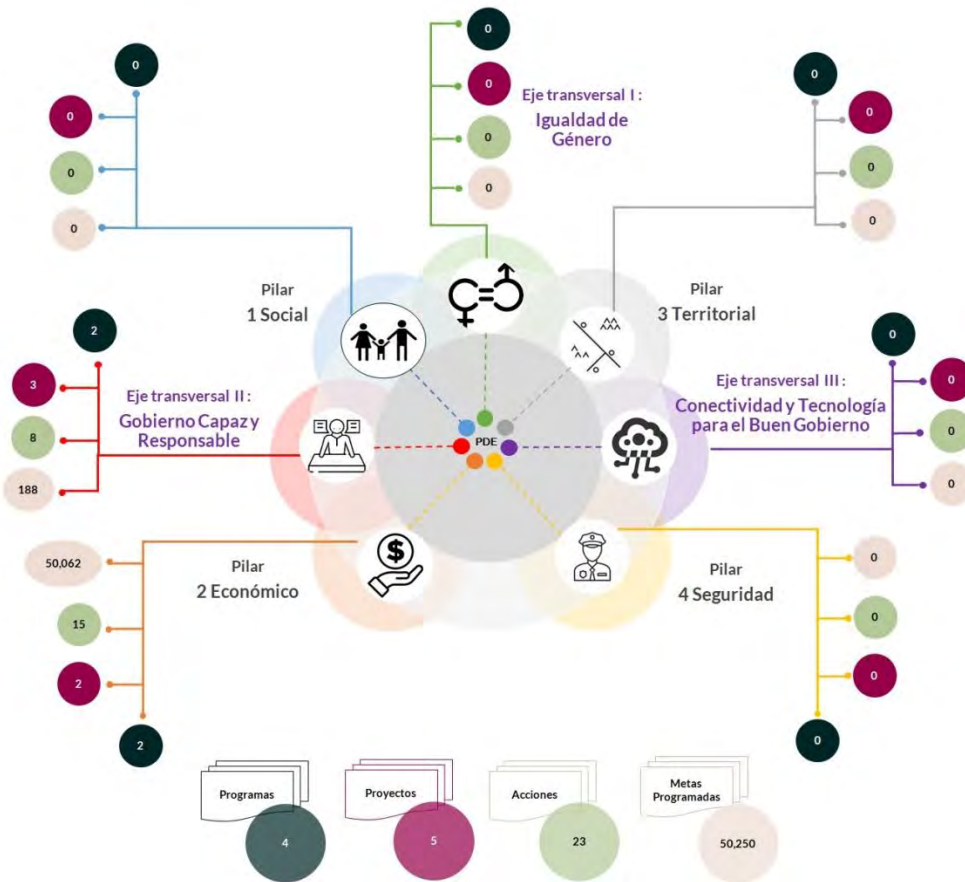 0
0
0
0
0
0
0
0
Eje transversal I :
Igualdad de
Género
0
0
0
0
Pilar
1 Social
Pilar
3 Territorial
2
3
8
188
Eje transversal II :
Gobierno Capaz y
Responsable
PDE
Eje transversal III :
Conectividad y Tecnología
para el Buen Gobierno
0
0
0
0
50,062
15
2
2
Pilar
2 Económico
$
Pilar
4 Seguridad
0
0
0
0
Programas
4
Proyectos
5
Acciones
23
Metas
Programadas
50,250